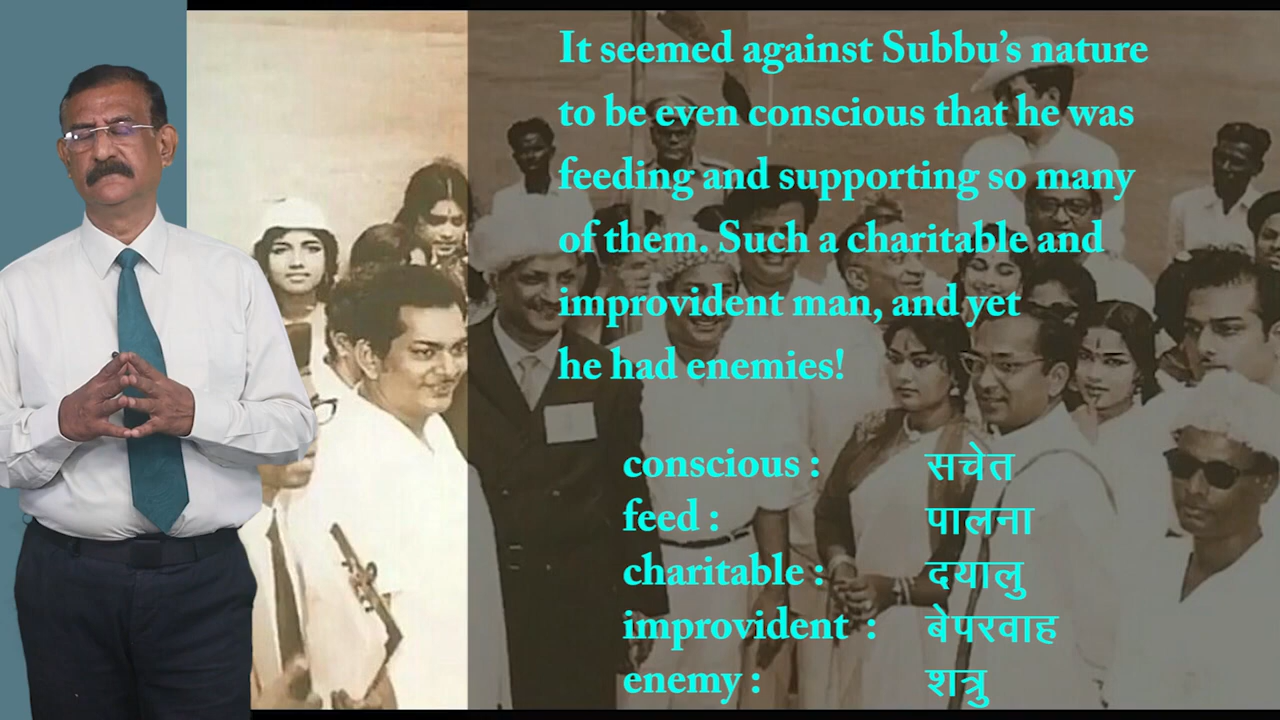 It seemed against Subbu’s nature
to be even conscious that he was
feeding and supporting so many
of them. Such a charitable and
improvident man, and yet
he had enemies!
conscious : सचेत
feed : पालना
charitable : दयालु
improvident : बेपरवाह
enemy : शत्रु